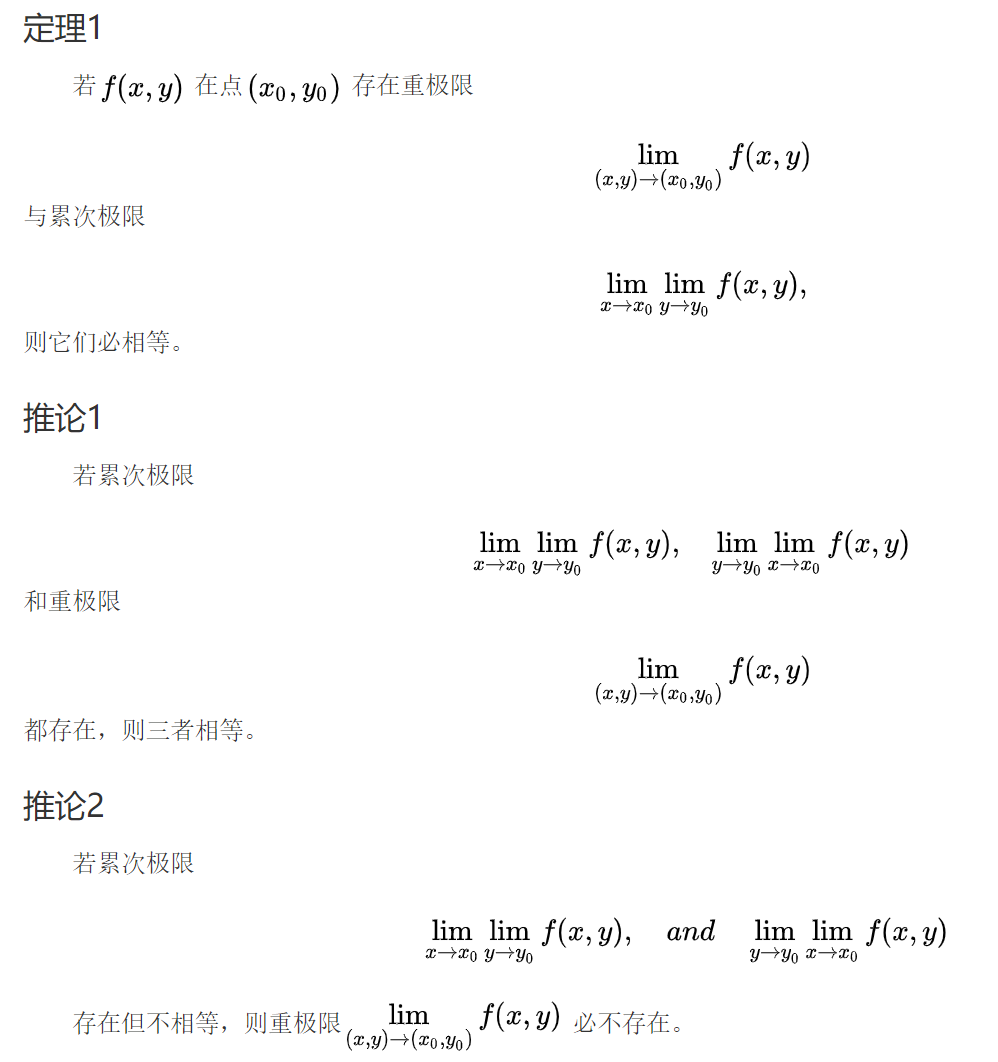 定理1
若 $f(x,y)$ 在点 $(x_0,y_0)$ 存在重极限
$\lim_{(x,y)\to(x_0,y_0)} f(x,y)$
与累次极限
$\lim_{x\to x_0} \lim_{y\to y_0} f(x,y),$
则它们必相等。
推论1
若累次极限
$\lim_{x\to x_0} \lim_{y\to y_0} f(x,y), \quad \lim_{y\to y_0} \lim_{x\to x_0} f(x,y)$
和重极限
$\lim_{(x,y)\to(x_0,y_0)} f(x,y)$
都存在，则三者相等。
推论2
若累次极限
$\lim_{x\to x_0} \lim_{y\to y_0} f(x,y), \quad and \quad \lim_{y\to y_0} \lim_{x\to x_0} f(x,y)$
存在但不相等，则重极限 $\lim_{(x,y)\to(x_0,y_0)} f(x,y)$ 必不存在。